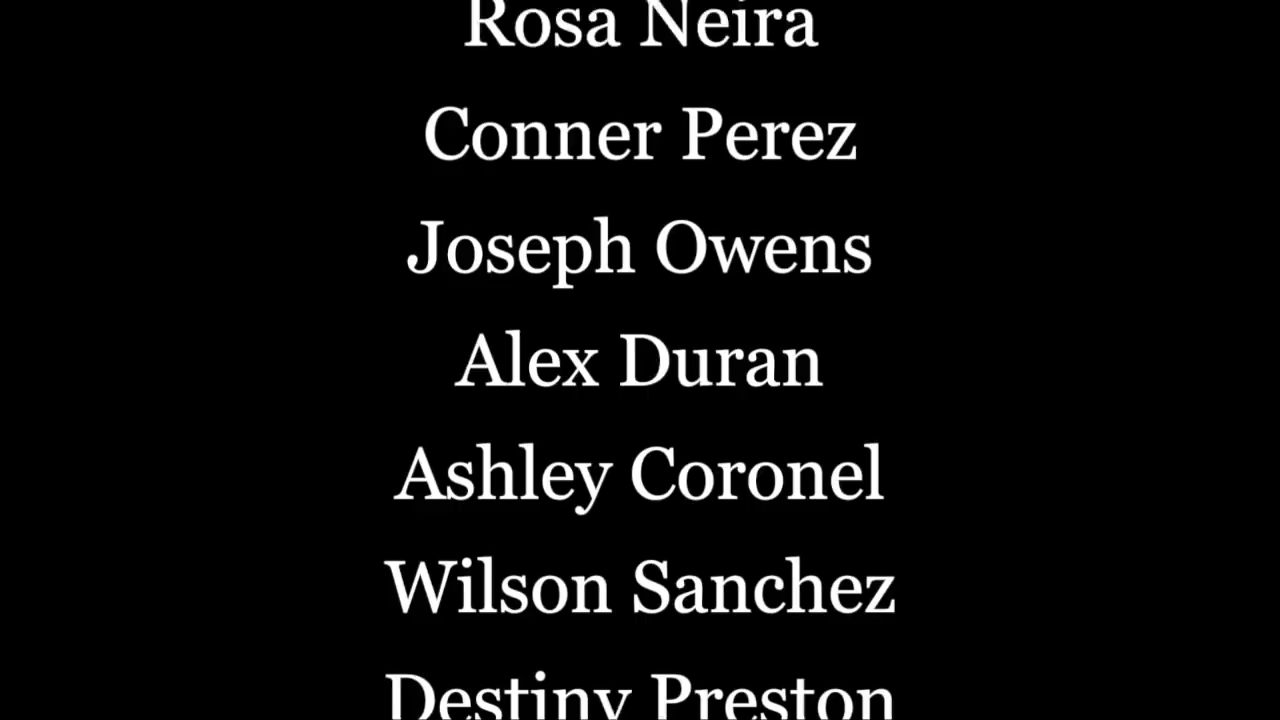 Rosa Neira
Conner Perez
Joseph Owens
Alex Duran
Ashley Coronel
Wilson Sanchez
Destiny Preston